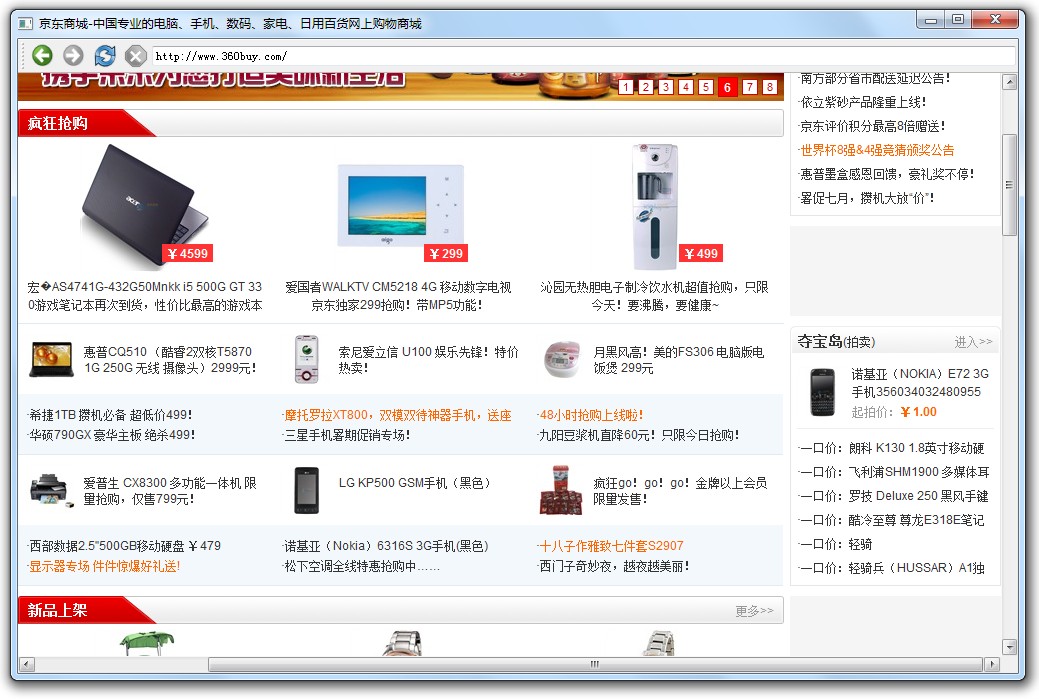 京东商城-中国专业的电脑、手机、数码、家电、日用百货网上购物商城
http://www.360buy.com/
1 2 3 4 5 6 7 8
疯狂抢购
acer
¥4599
¥299
¥499
宏�AS4741G-432G50Mnkk i5 500G GT 33
0游戏笔记本再次到货，性价比最高的游戏本
爱国者WALKTV CM5218 4G 移动数字电视
京东独家299抢购！带MP5功能！
沁园无热胆电子制冷饮水机超值抢购，只限
今天！要沸腾，要健康~
惠普CQ510 （酷睿2双核T5870
1G 250G 无线 摄像头）2999元！
索尼爱立信 U100 娱乐先锋！特价
热卖！
月黑风高！美的FS306 电脑版电
饭煲 299元
·希捷1TB 攒机必备 超低价499！
·华硕790GX 豪华主板 绝杀499！
·摩托罗拉XT800，双模双待神器手机，送座
·三星手机暑期促销专场！
·48小时抢购上线啦！
·九阳豆浆机直降60元！只限今日抢购！
爱普生 CX8300 多功能一体机 限
量抢购，仅售799元！
LG KP500 GSM手机（黑色）
疯狂go！go！go！金牌以上会员
限量发售！
·西部数据2.5"500GB移动硬盘 ¥479
·显示器专场 件件惊爆好礼送！
·诺基亚（Nokia）6316S 3G手机(黑色)
·松下空调全线特惠抢购中……
·十八子作雅致七件套S2907
·西门子奇妙夜，越夜越美丽！
新品上架
更多>>
·南方部分省市配送延迟公告！
·依立紫砂产品隆重上线！
·京东评价积分最高8倍赠送！
·世界杯8强&4强竞猜颁奖公告
·惠普墨盒感恩回馈，豪礼奖不停！
·暑促七月，攒机大放“价”！
夺宝岛(拍卖)
进入>>
诺基亚（NOKIA）E72 3G
手机356034032480955
起拍价：¥1.00
·一口价：朗科 K130 1.8英寸移动硬
·一口价：飞利浦SHM1900 多媒体耳
·一口价：罗技 Deluxe 250 黑风手键
·一口价：酷冷至尊 尊龙E318E笔记
·一口价：轻骑
·一口价：轻骑兵（HUSSAR）A1独